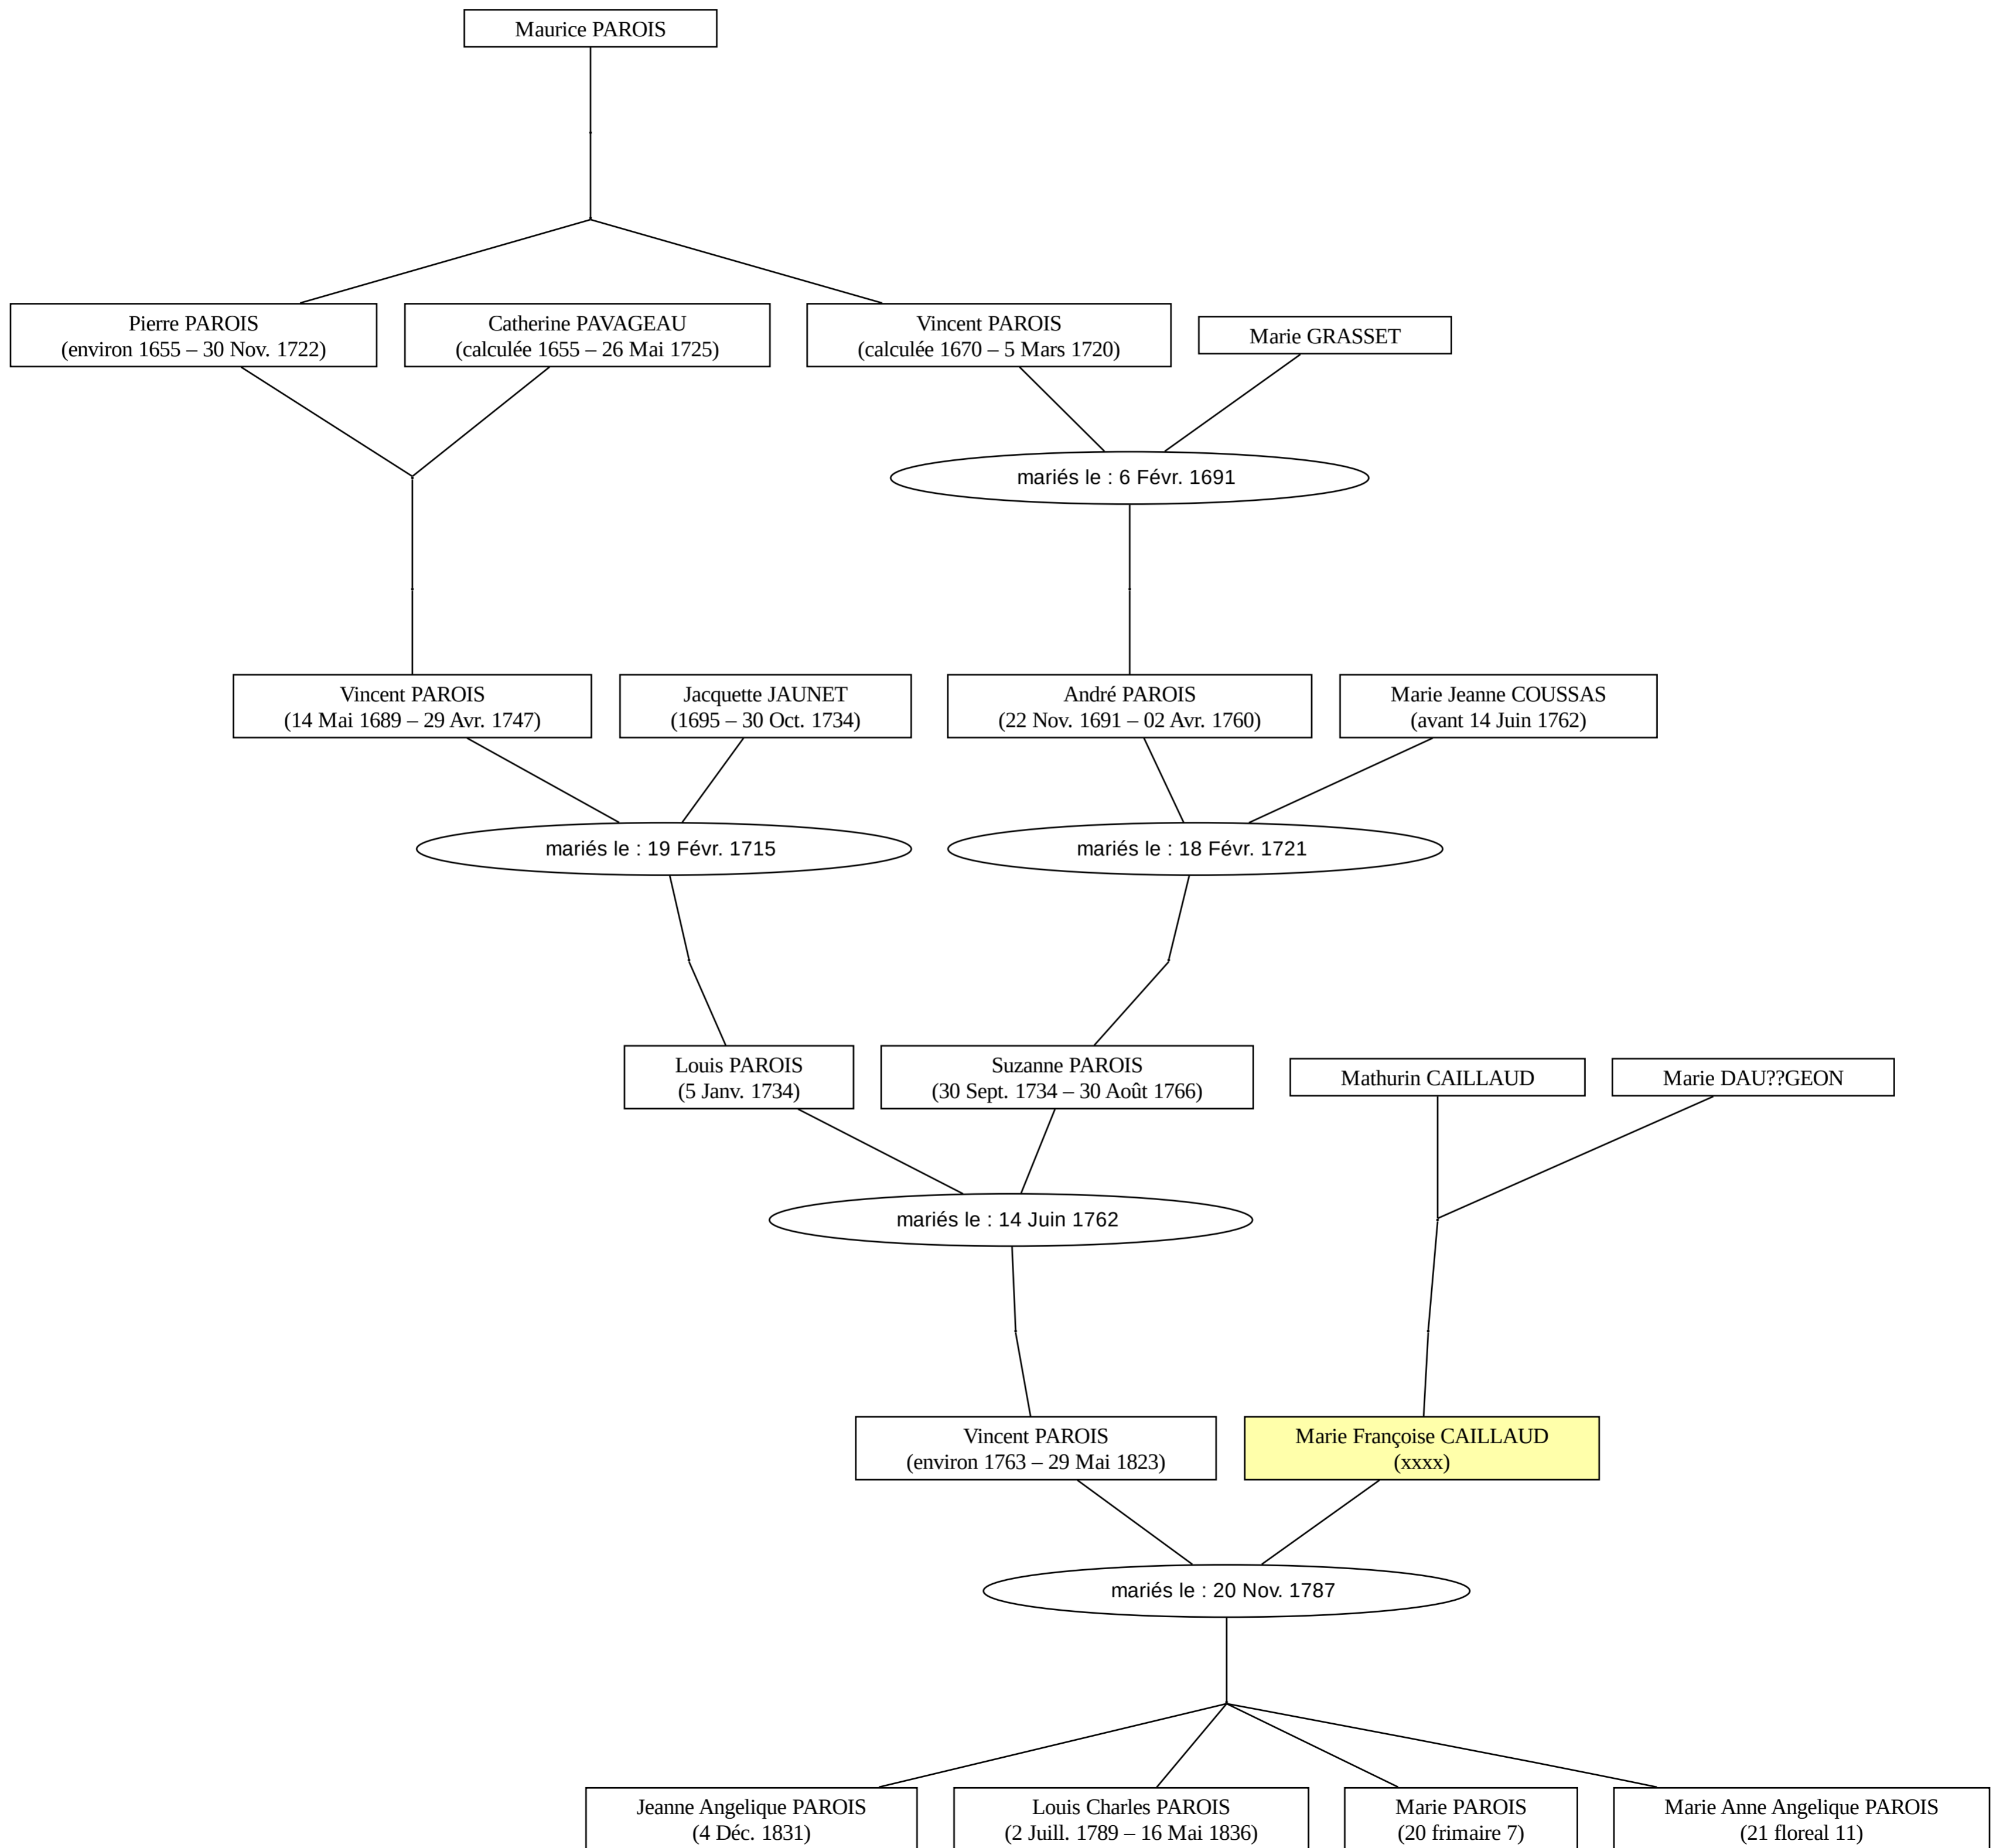 Maurice PAROIS
Pierre PAROIS
(environ 1655 – 30 Nov. 1722)
Catherine PAVAGEAU
(calculée 1655 – 26 Mai 1725)
Vincent PAROIS
(calculée 1670 – 5 Mars 1720)
Marie GRASSET
mariés le : 6 Févr. 1691
Vincent PAROIS
(14 Mai 1689 – 29 Avr. 1747)
Jacquette JAUNET
(1695 – 30 Oct. 1734)
André PAROIS
(22 Nov. 1691 – 02 Avr. 1760)
Marie Jeanne COUSSAS
(avant 14 Juin 1762)
mariés le : 19 Févr. 1715
mariés le : 18 Févr. 1721
Louis PAROIS
(5 Janv. 1734)
Suzanne PAROIS
(30 Sept. 1734 – 30 Août 1766)
Mathurin CAILLAUD
Marie DAU??GEON
mariés le : 14 Juin 1762
Vincent PAROIS
(environ 1763 – 29 Mai 1823)
Marie Françoise CAILLAUD
(xxxx)
mariés le : 20 Nov. 1787
Jeanne Angelique PAROIS
(4 Déc. 1831)
Louis Charles PAROIS
(2 Juill. 1789 – 16 Mai 1836)
Marie PAROIS
(20 frimaire 7)
Marie Anne Angelique PAROIS
(21 floreal 11)